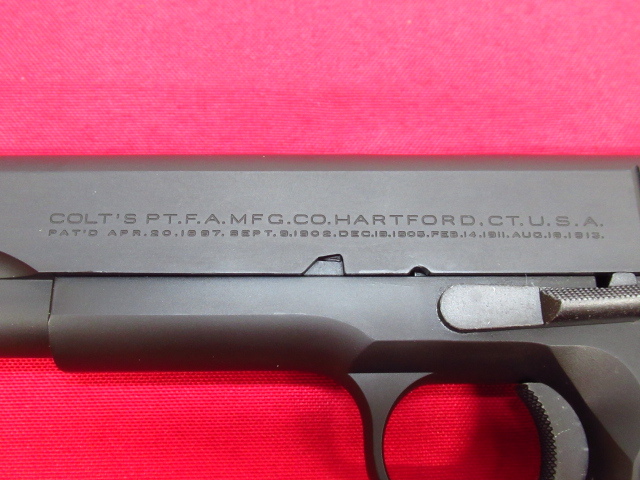 COLT'S PT.F.A.MFG.CO.HARTFORD,CT.U.S.A.
PAT'D APR.20.1897.SEPT.9.1902.DEC.19.1905.FEB.14.1911.AUG.19.1913.